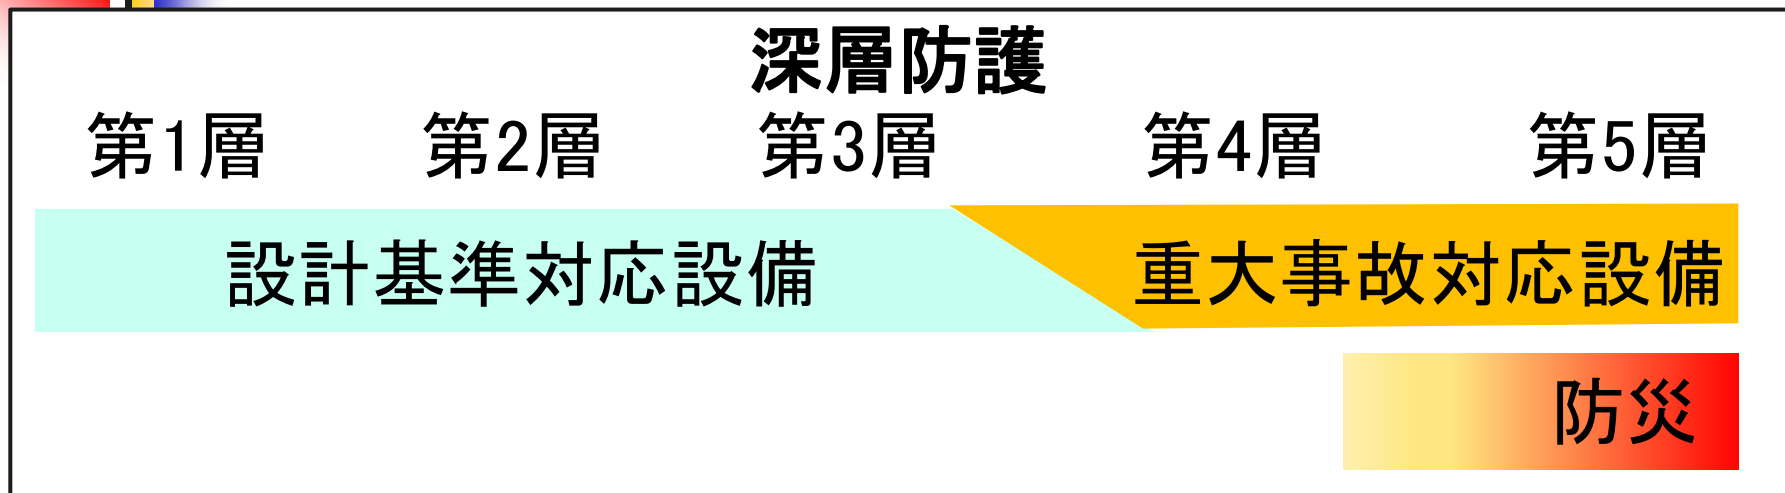 深層防護
第1層 第2層 第3層 第4層 第5層
設計基準対応設備 重大事故対応設備
防災